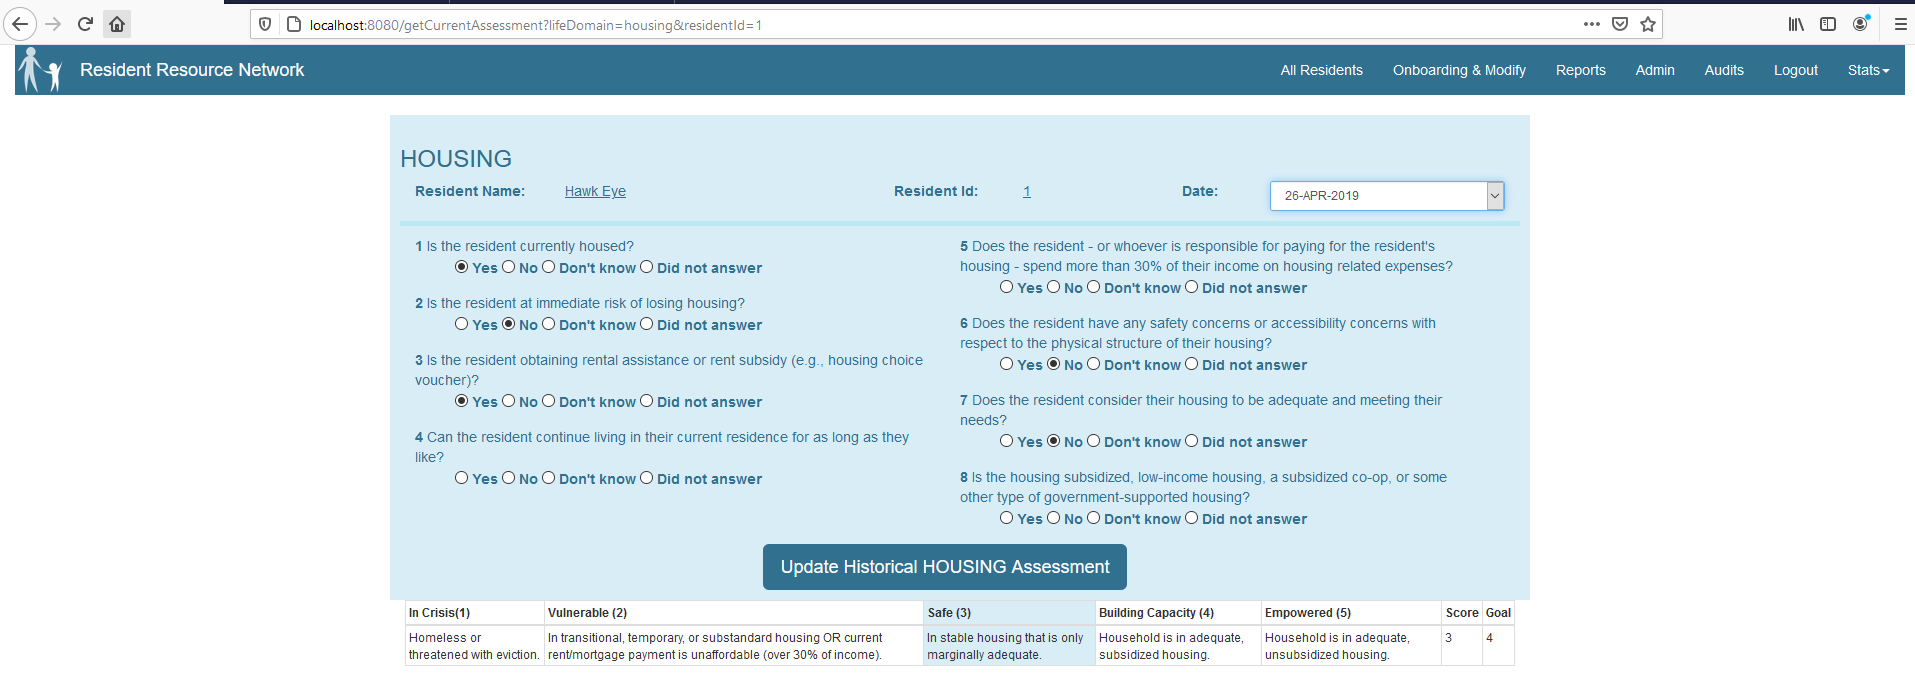 localhost:8080/getCurrentAssessment?lifeDomain=housing&residentId=1
Resident Resource Network
All Residents Onboarding & Modify Reports Admin Audits Logout Stats
HOUSING
Resident Name: Hawk Eye Resident Id: 1 Date: 26-APR-2019
1 Is the resident currently housed?
Yes No Don't know Did not answer
2 Is the resident at immediate risk of losing housing?
Yes No Don't know Did not answer
3 Is the resident obtaining rental assistance or rent subsidy (e.g., housing choice
voucher)?
Yes No Don't know Did not answer
4 Can the resident continue living in their current residence for as long as they
like?
Yes No Don't know Did not answer
5 Does the resident - or whoever is responsible for paying for the resident's
housing - spend more than 30% of their income on housing related expenses?
Yes No Don't know Did not answer
6 Does the resident have any safety concerns or accessibility concerns with
respect to the physical structure of their housing?
Yes No Don't know Did not answer
7 Does the resident consider their housing to be adequate and meeting their
needs?
Yes No Don't know Did not answer
8 Is the housing subsidized, low-income housing, a subsidized co-op, or some
other type of government-supported housing?
Yes No Don't know Did not answer
Update Historical HOUSING Assessment
In Crisis(1) Vulnerable (2) Safe (3) Building Capacity (4) Empowered (5) Score Goal
Homeless or In transitional, temporary, or substandard housing OR current In stable housing that is only Household is in adequate, Household is in adequate, 3 4
threatened with eviction. rent/mortgage payment is unaffordable (over 30% of income). marginally adequate. subsidized housing. unsubsidized housing.